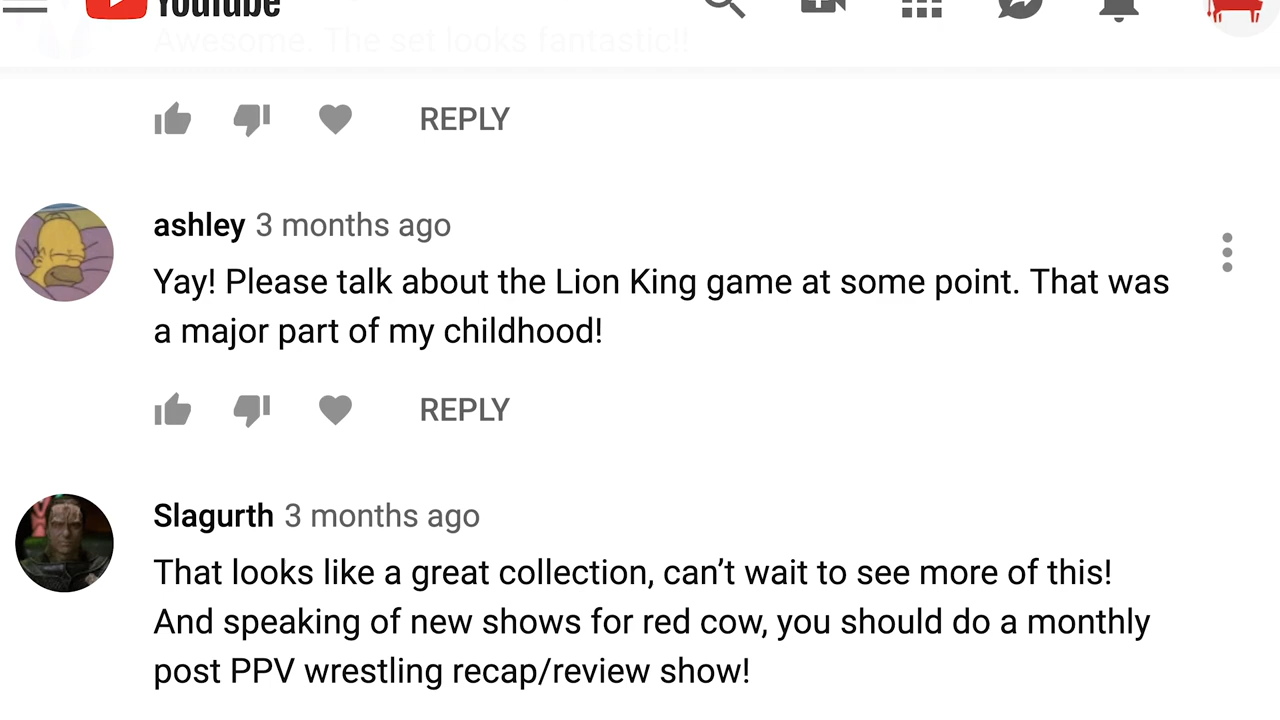 YouTube
Awesome. The set looks fantastic!!
REPLY
ashley 3 months ago
Yay! Please talk about the Lion King game at some point. That was
a major part of my childhood!
REPLY
Slagurth 3 months ago
That looks like a great collection, can’t wait to see more of this!
And speaking of new shows for red cow, you should do a monthly
post PPV wrestling recap/review show!